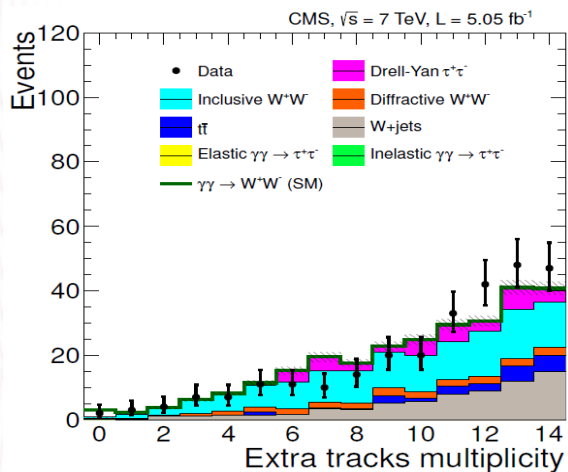 CMS, √s = 7 TeV, L = 5.05 fb⁻¹
Events
120
100
80
60
40
20
0
Data
Drell-Yan τ⁺τ⁻
Inclusive W⁺W⁻
Diffractive W⁺W⁻
tt̄
W+jets
Elastic γγ → τ⁺τ⁻
Inelastic γγ → τ⁺τ⁻
γγ → W⁺W⁻ (SM)
0 2 4 6 8 10 12 14
Extra tracks multiplicity